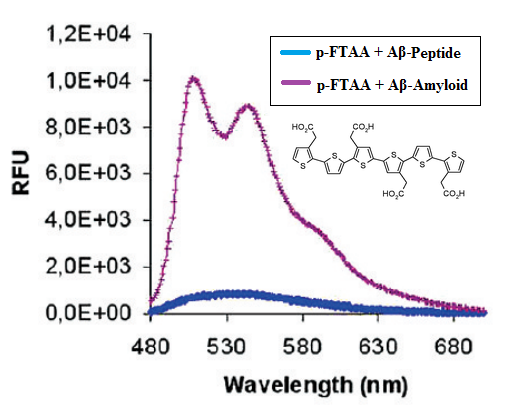 1,2E+04
1,0E+04
8,0E+03
6,0E+03
4,0E+03
2,0E+03
0,0E+00
RFU
480 530 580 630 680
Wavelength (nm)
p-FTAA + Aβ-Peptide
p-FTAA + Aβ-Amyloid
HO₂C CO₂H
S S S S S S
HO₂C CO₂H